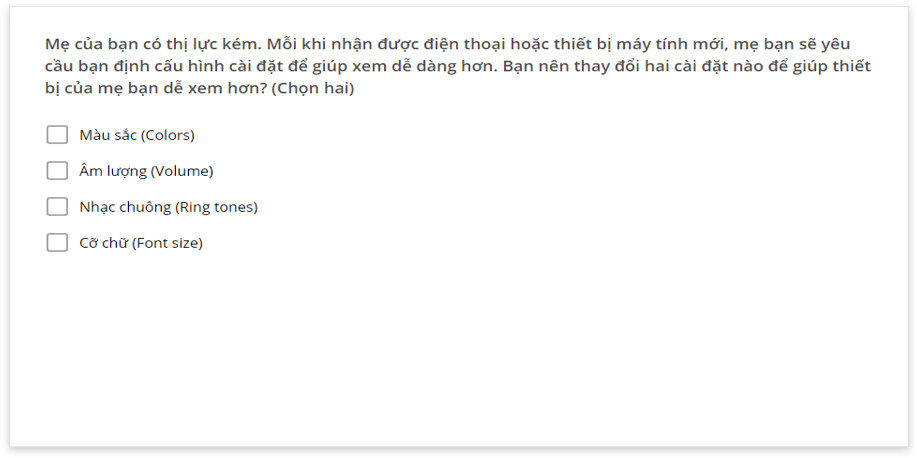 Mẹ của bạn có thị lực kém. Mỗi khi nhận được điện thoại hoặc thiết bị máy tính mới, mẹ bạn sẽ yêu
cầu bạn định cấu hình cài đặt để giúp xem dễ dàng hơn. Bạn nên thay đổi hai cài đặt nào để giúp thiết
bị của mẹ bạn dễ xem hơn? (Chọn hai)
Màu sắc (Colors)
Âm lượng (Volume)
Nhạc chuông (Ring tones)
Cỡ chữ (Font size)